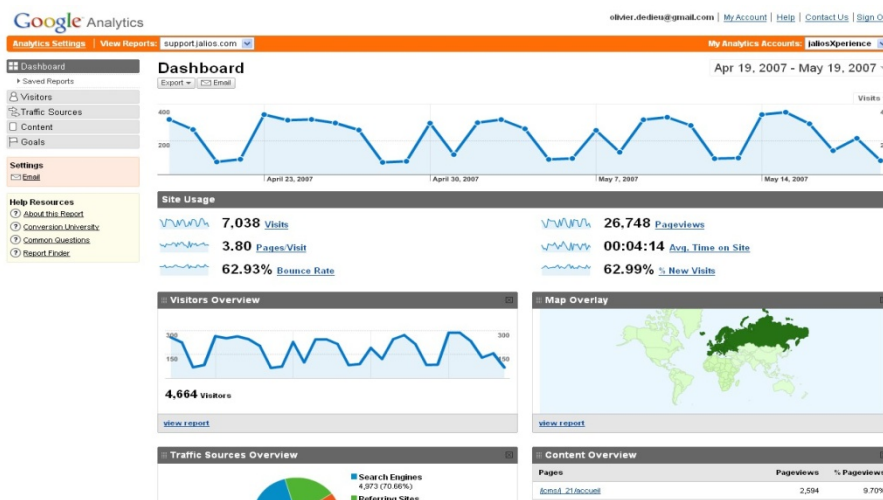 Google Analytics
olivier.dedieu@gmail.com | My Account | Help | Contact Us | Sign O
Analytics Settings | View Reports: support.jalios.com
My Analytics Accounts: jaliosXperience
Dashboard
Saved Reports
Visitors
Traffic Sources
Content
Goals
Settings
Email
Help Resources
About this Report
Conversion University
Common Questions
Report Finder
Dashboard
Export Email
Apr 19, 2007 - May 19, 2007
Visits
400
200
April 23, 2007
April 30, 2007
May 7, 2007
May 14, 2007
Site Usage
7,038 Visits
26,748 Pageviews
3.80 Pages/Visit
00:04:14 Avg. Time on Site
62.93% Bounce Rate
62.99% % New Visits
Visitors Overview
300
300
150
150
4,664 Visitors
view report
Map Overlay
view report
Traffic Sources Overview
Search Engines
4,973 (70.66%)
Referring Sites
Content Overview
Pages Pageviews % Pageviews
/cms/j_21/accueil 2,594 9.70%